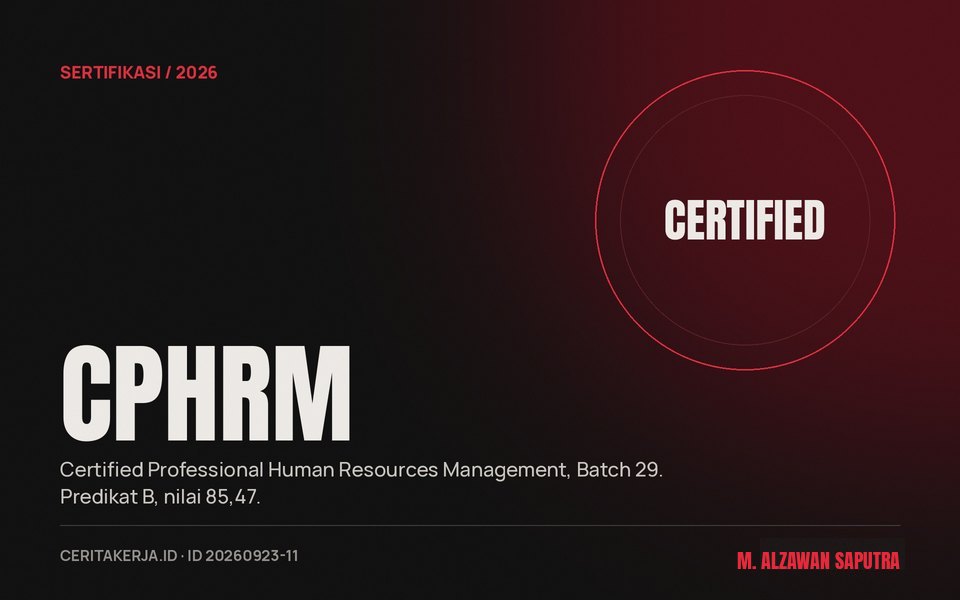 SERTIFIKASI / 2026
CERTIFIED
CPHRM
Certified Professional Human Resources Management, Batch 29.
Predikat B, nilai 85,47.
CERITAKERJA.ID · ID 20260923-11
M. ALZAWAN SAPUTRA